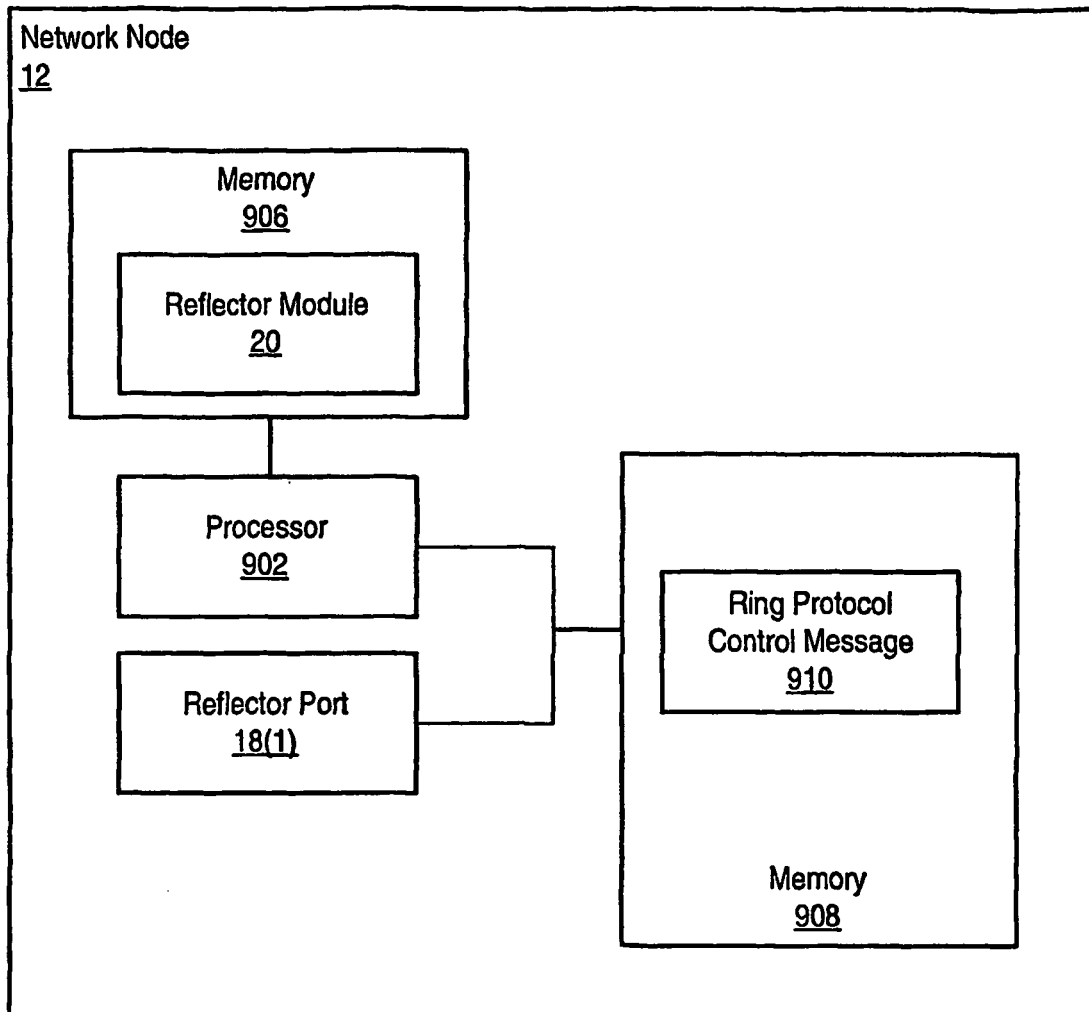 Network Node
12
Memory
906
Reflector Module
20
Processor
902
Reflector Port
18(1)
Ring Protocol
Control Message
910
Memory
908